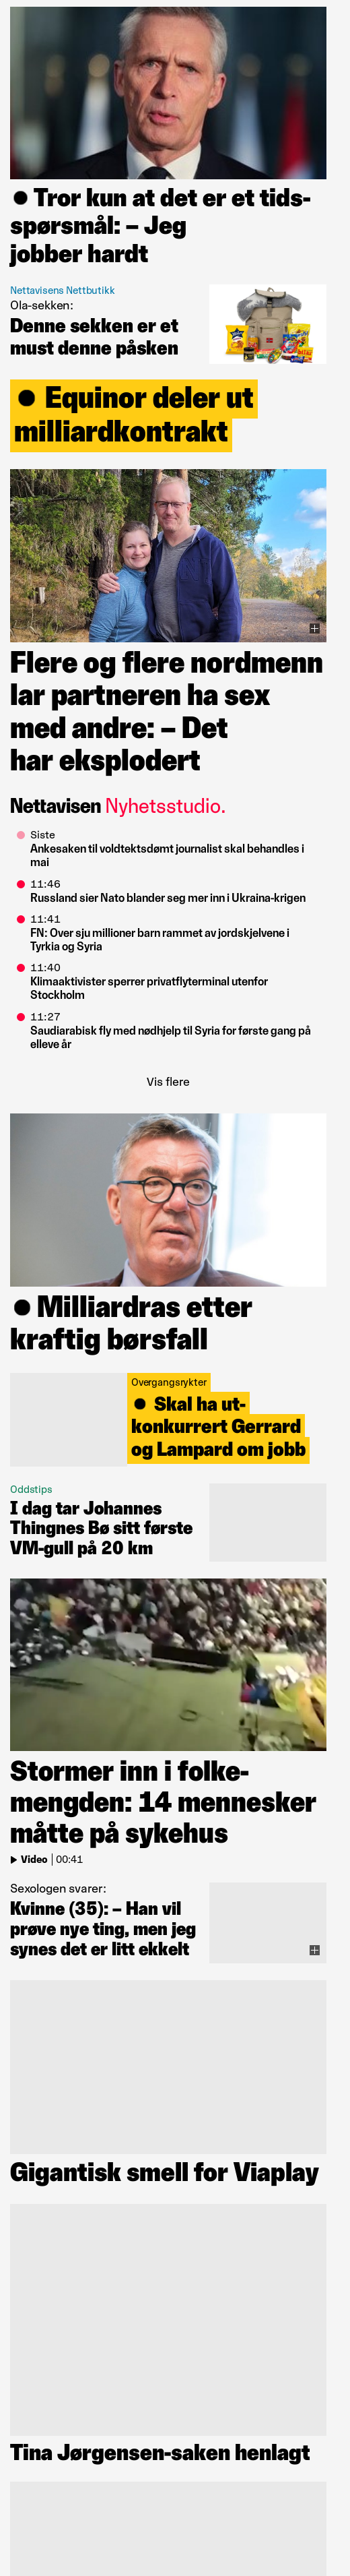 Tror kun at det er et tids-
spørsmål: – Jeg
jobber hardt
Nettavisens Nettbutikk
Ola-sekken:
Denne sekken er et
must denne påsken
Equinor deler ut
milliardkontrakt
Flere og flere nordmenn
lar partneren ha sex
med andre: – Det
har eksplodert
Nettavisen Nyhetsstudio.
Siste
Ankesaken til voldtektsdømt journalist skal behandles i
mai
11:46
Russland sier Nato blander seg mer inn i Ukraina-krigen
11:41
FN: Over sju millioner barn rammet av jordskjelvene i
Tyrkia og Syria
11:40
Klimaaktivister sperrer privatflyterminal utenfor
Stockholm
11:27
Saudiarabisk fly med nødhjelp til Syria for første gang på
elleve år
Vis flere
Milliardras etter
kraftig børsfall
Overgangsrykter
Skal ha ut-
konkurrert Gerrard
og Lampard om jobb
Oddstips
I dag tar Johannes
Thingnes Bø sitt første
VM-gull på 20 km
Stormer inn i folke-
mengden: 14 mennesker
måtte på sykehus
Video | 00:41
Sexologen svarer:
Kvinne (35): – Han vil
prøve nye ting, men jeg
synes det er litt ekkelt
Gigantisk smell for Viaplay
Tina Jørgensen-saken henlagt